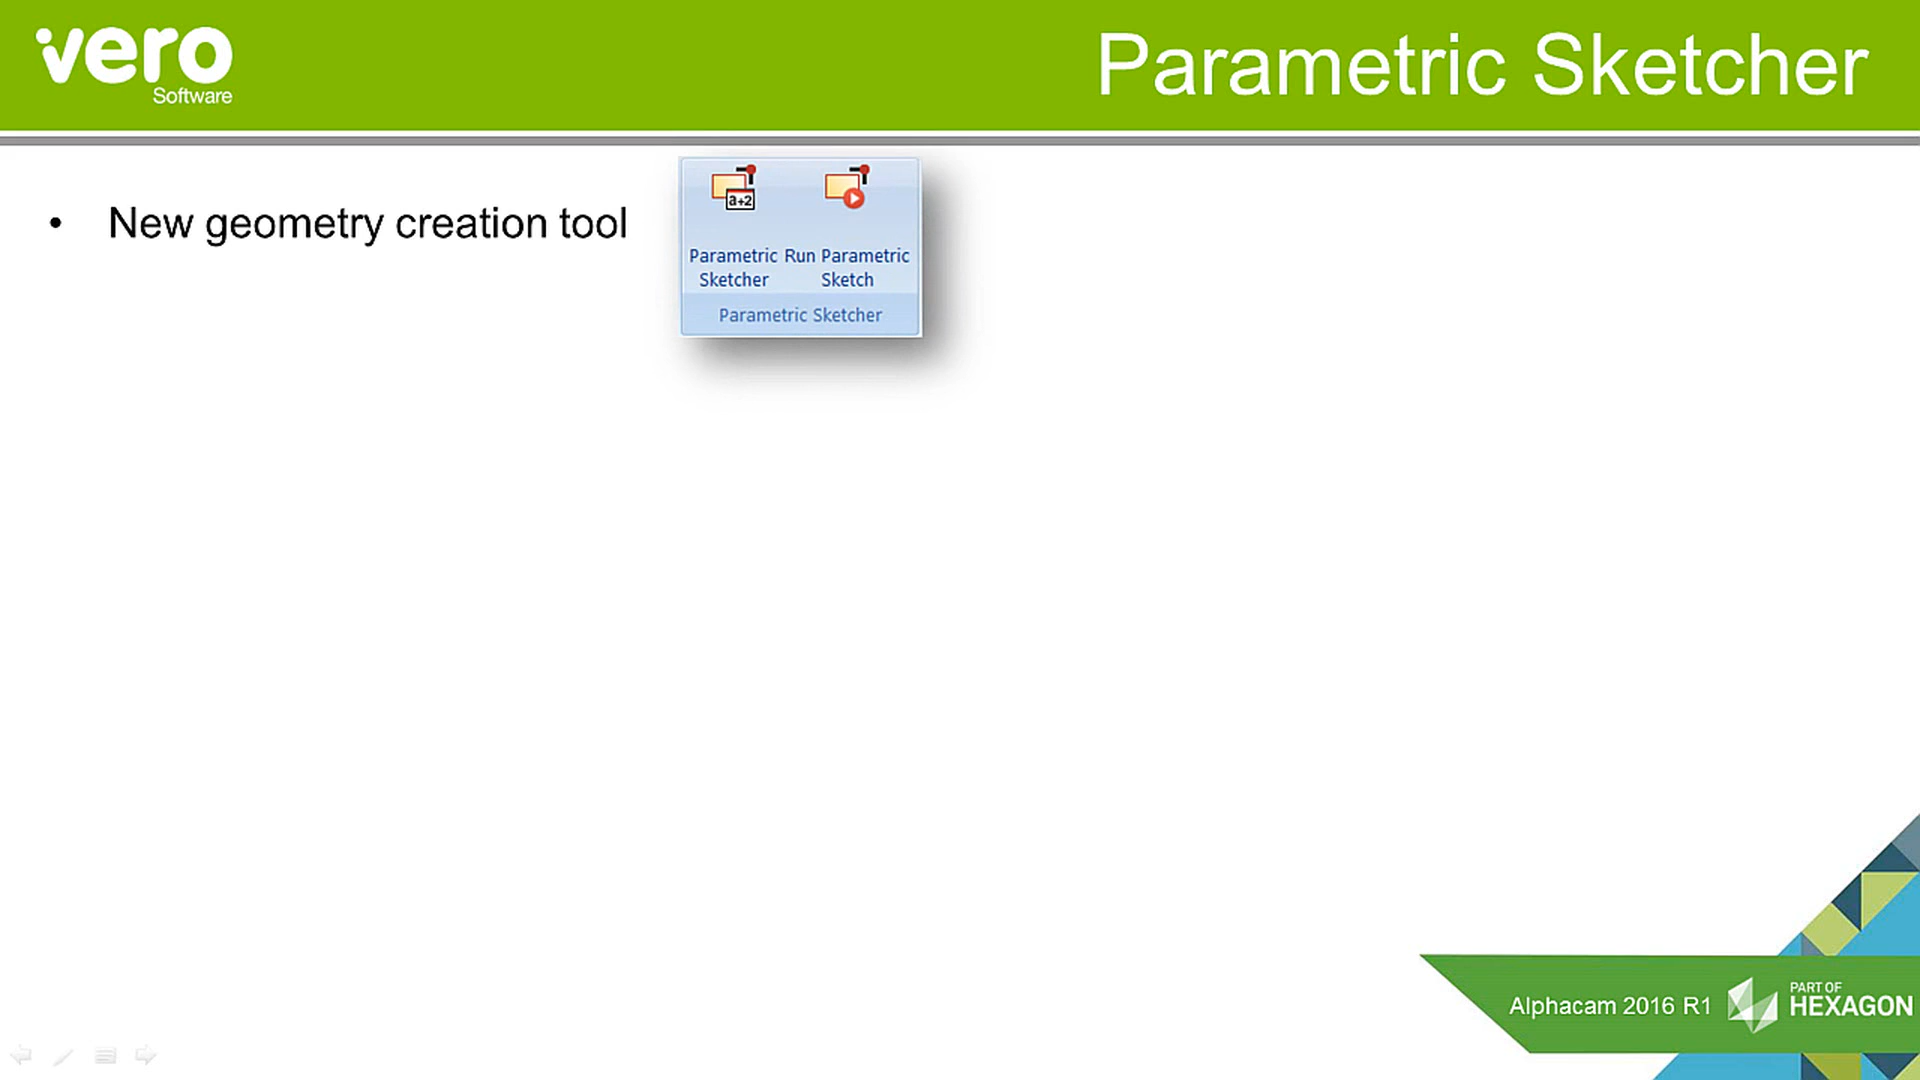 vero
Software
Parametric Sketcher
• New geometry creation tool
a+2
Parametric Sketcher
Run Parametric Sketch
Parametric Sketcher
Alphacam 2016 R1
PART OF
HEXAGON